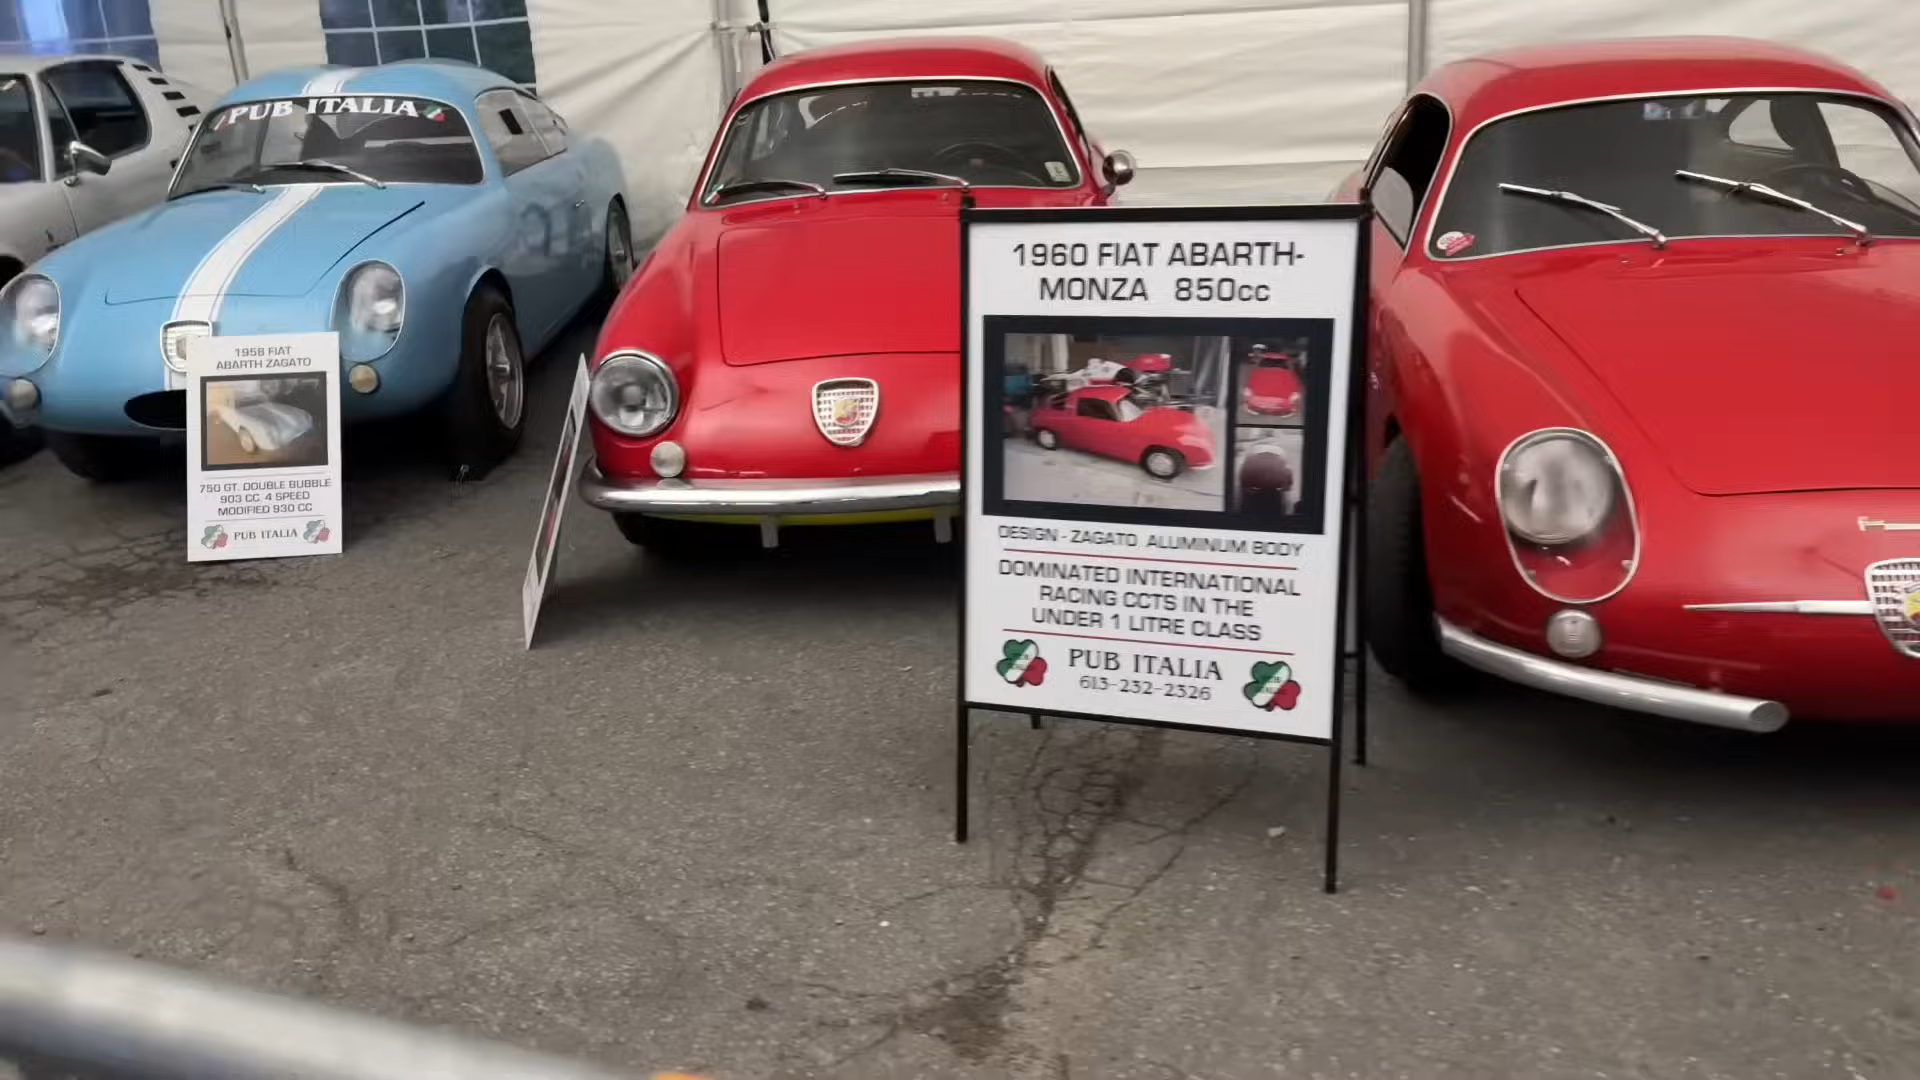 PUB ITALIA
1958 FIAT
ABARTH ZAGATO
750 GT. DOUBLE BUBBLE
903 CC. 4 SPEED
MODIFIED 930 CC
PUB ITALIA
1960 FIAT ABARTH-
MONZA 850cc
DESIGN - ZAGATO ALUMINUM BODY
DOMINATED INTERNATIONAL
RACING CCTS IN THE
UNDER 1 LITRE CLASS
PUB ITALIA
613-232-2326